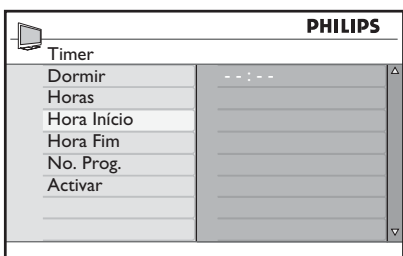 PHILIPS
Timer
Dormir - - : - -
Horas
Hora Início
Hora Fim
No. Prog.
Activar